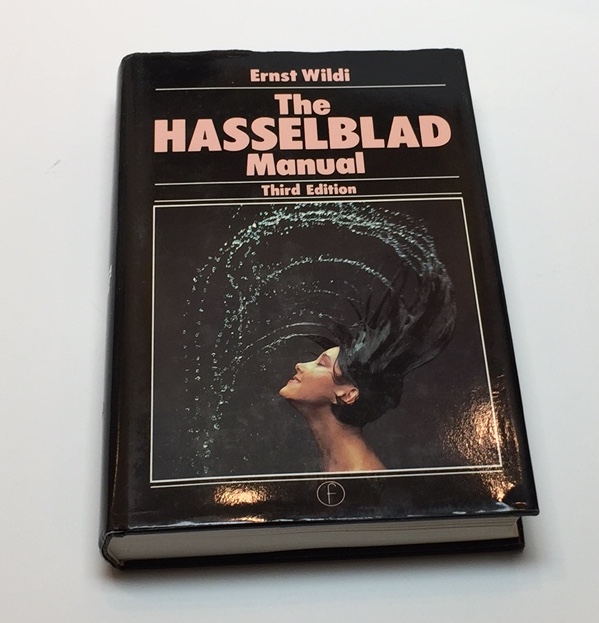 Ernst Wildi
The
HASSELBLAD
Manual
Third Edition
f